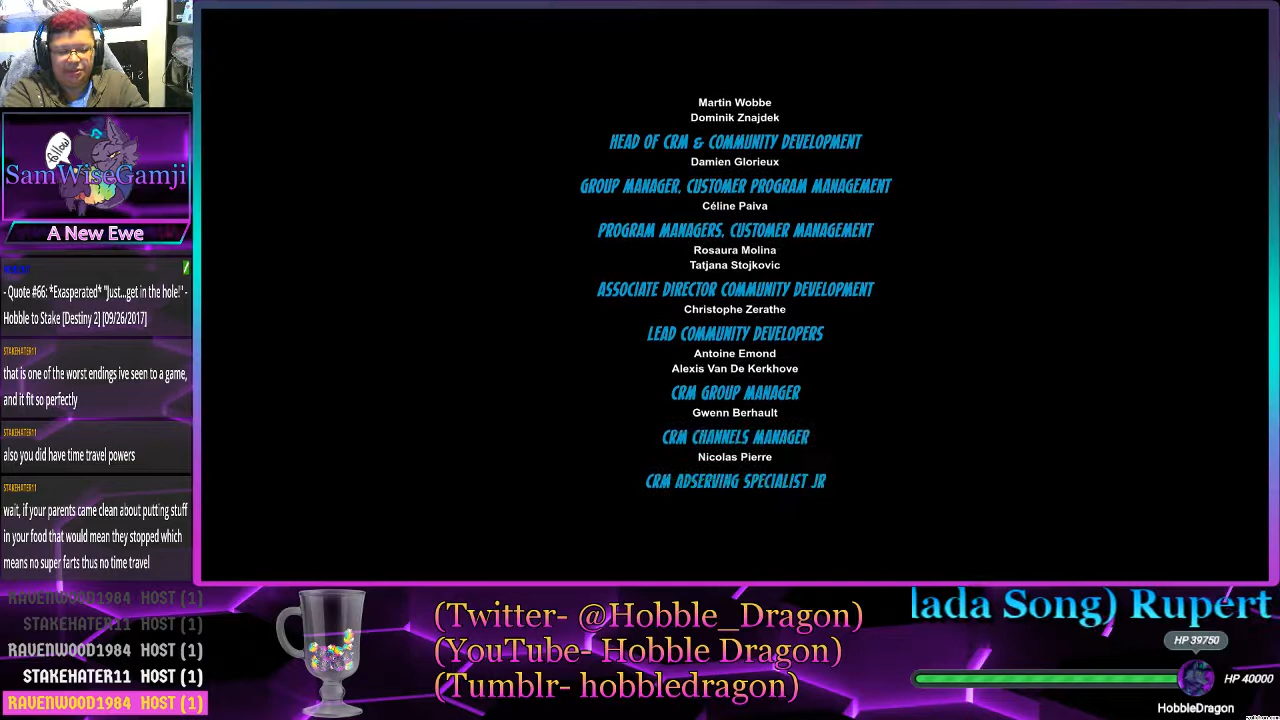 Martin Wobbe
Dominik Znajdek
HEAD OF CRM & COMMUNITY DEVELOPMENT
Damien Glorieux
GROUP MANAGER, CUSTOMER PROGRAM MANAGEMENT
Céline Paiva
PROGRAM MANAGERS, CUSTOMER MANAGEMENT
Rosaura Molina
Tatjana Stojkovic
ASSOCIATE DIRECTOR COMMUNITY DEVELOPMENT
Christophe Zerathe
LEAD COMMUNITY DEVELOPERS
Antoine Emond
Alexis Van De Kerkhove
CRM GROUP MANAGER
Gwenn Berhault
CRM CHANNELS MANAGER
Nicolas Pierre
CRM ADSERVING SPECIALIST JR
follow
SamWiseGamji
A New Ewe
- Quote #66: *Exasperated* "Just...get in the hole!" -
Hobble to Stake [Destiny 2] [09/26/2017]
STAKEHATER11
that is one of the worst endings ive seen to a game,
and it fit so perfectly
STAKEHATER11
also you did have time travel powers
STAKEHATER11
wait, if your parents came clean about putting stuff
in your food that would mean they stopped which
means no super farts thus no time travel
RAVENWOOD1984 HOST (1)
STAKEHATER11 HOST (1)
RAVENWOOD1984 HOST (1)
STAKEHATER11 HOST (1)
RAVENWOOD1984 HOST (1)
(Twitter- @Hobble_Dragon)
(YouTube- Hobble Dragon)
(Tumblr- hobbledragon)
lada Song) Rupert
HP 39750
HP 40000
HobbleDragon